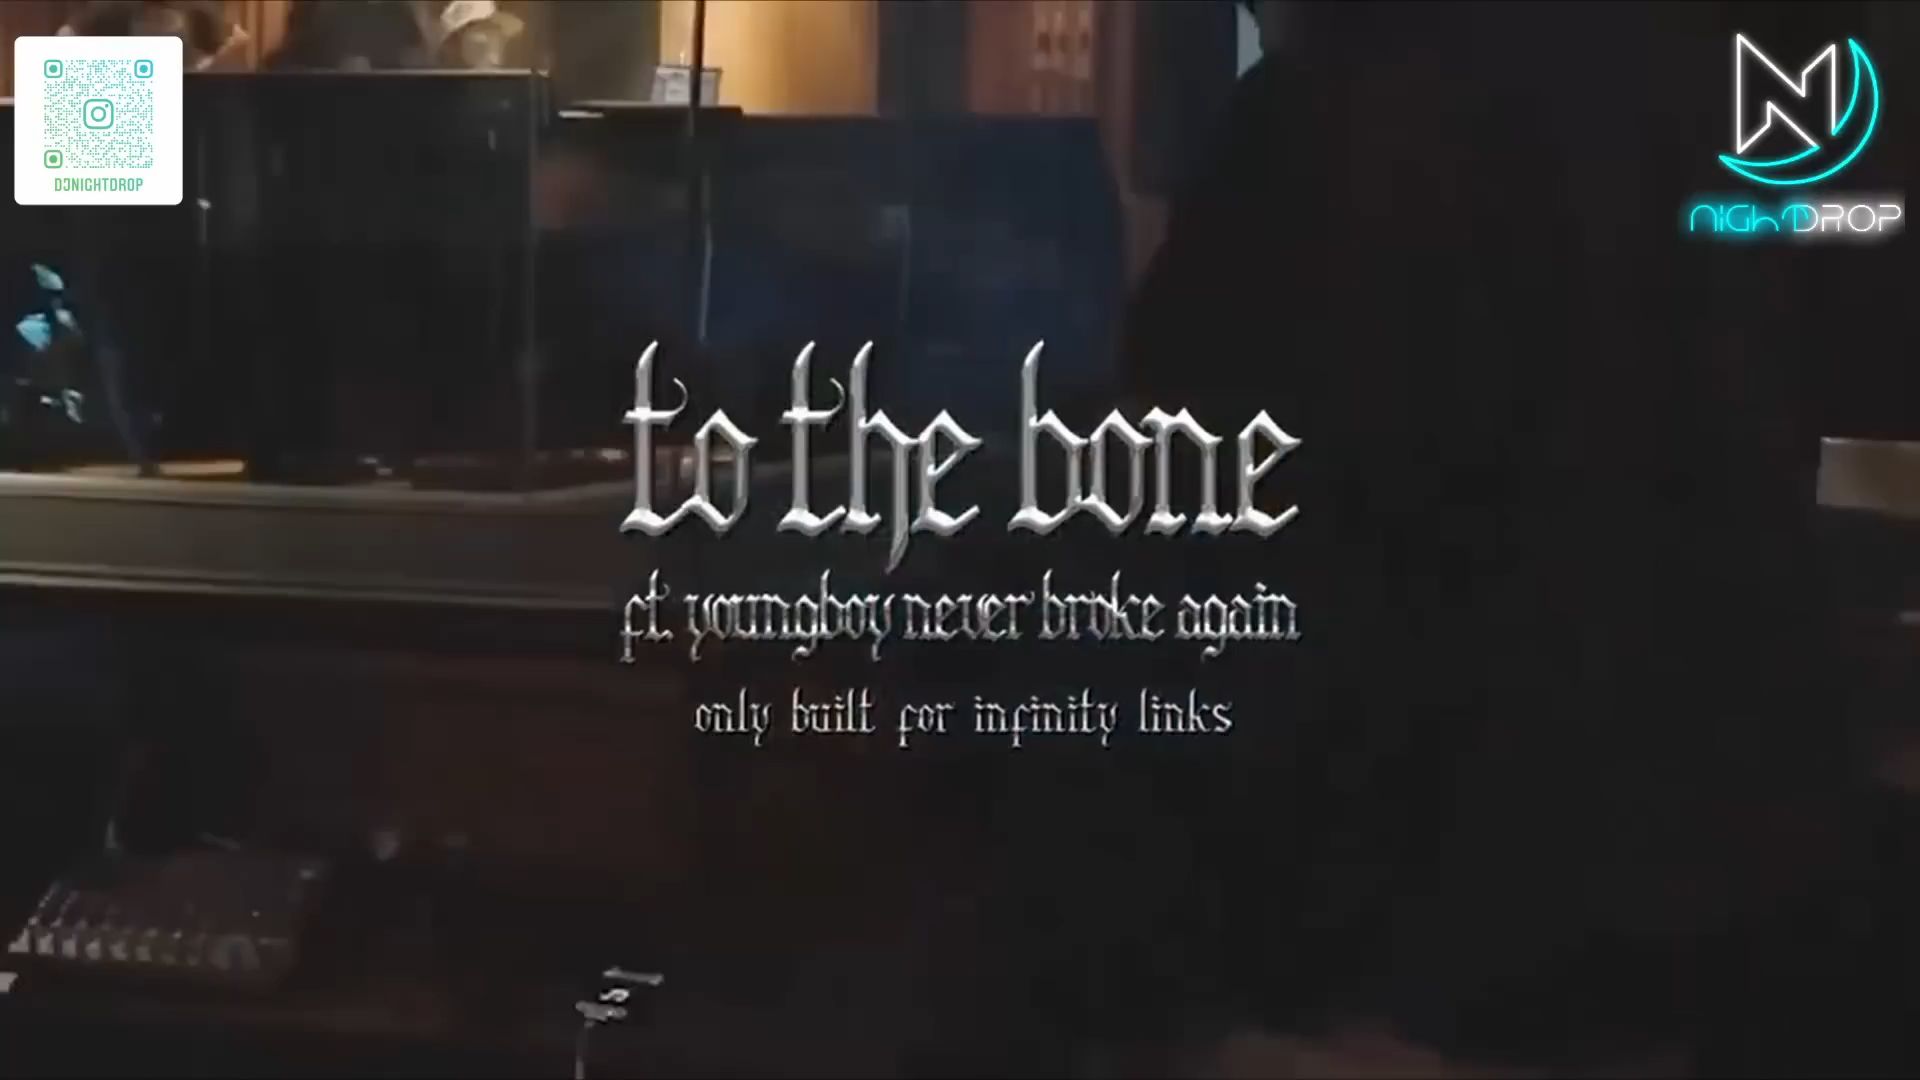 DJNIGHTDROP
NIGHTDROP
to the bone
ft. youngboy never broke again
only built for infinity links